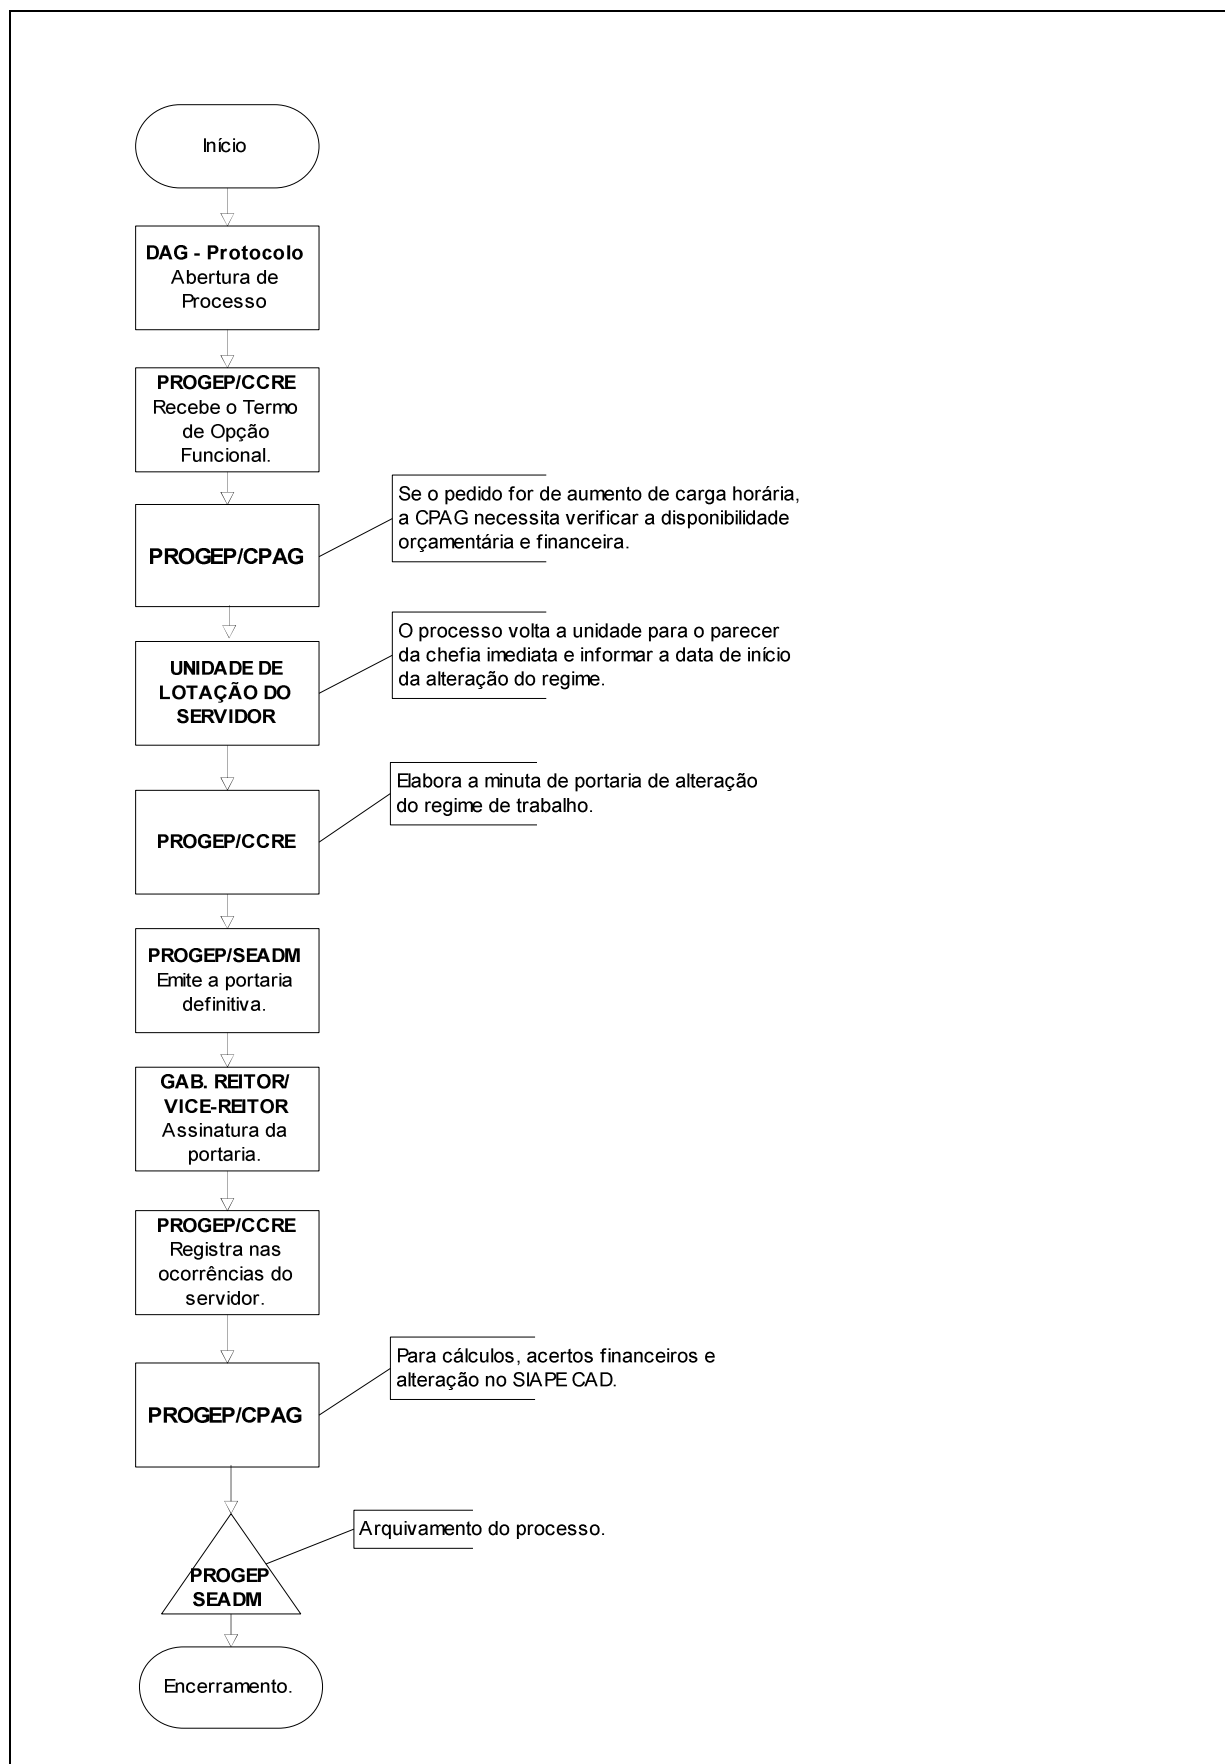 Início
DAG - Protocolo
Abertura de
Processo
PROGEP/CCRE
Recebe o Termo
de Opção
Funcional.
PROGEP/CPAG
Se o pedido for de aumento de carga horária,
a CPAG necessita verificar a disponibilidade
orçamentária e financeira.
UNIDADE DE
LOTAÇÃO DO
SERVIDOR
O processo volta a unidade para o parecer
da chefia imediata e informar a data de início
da alteração do regime.
PROGEP/CCRE
Elabora a minuta de portaria de alteração
do regime de trabalho.
PROGEP/SEADM
Emite a portaria
definitiva.
GAB. REITOR/
VICE-REITOR
Assinatura da
portaria.
PROGEP/CCRE
Registra nas
ocorrências do
servidor.
PROGEP/CPAG
Para cálculos, acertos financeiros e
alteração no SIAPE CAD.
PROGEP
SEADM
Arquivamento do processo.
Encerramento.